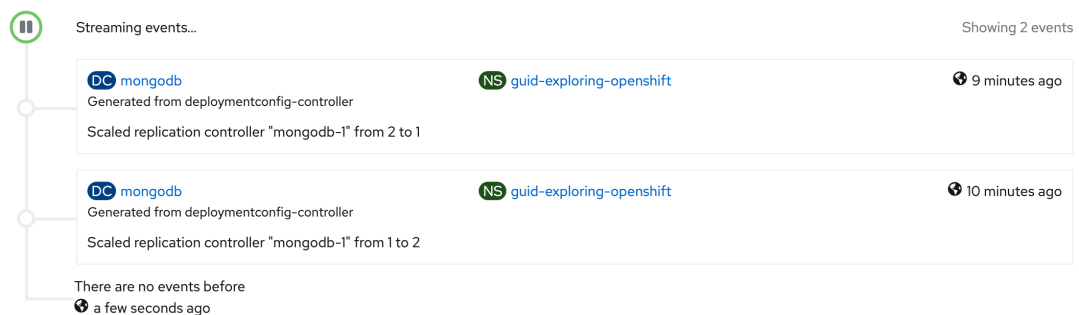 Streaming events...
Showing 2 events
DC mongodb
NS guid-exploring-openshift
9 minutes ago
Generated from deploymentconfig-controller
Scaled replication controller "mongodb-1" from 2 to 1
DC mongodb
NS guid-exploring-openshift
10 minutes ago
Generated from deploymentconfig-controller
Scaled replication controller "mongodb-1" from 1 to 2
There are no events before
a few seconds ago